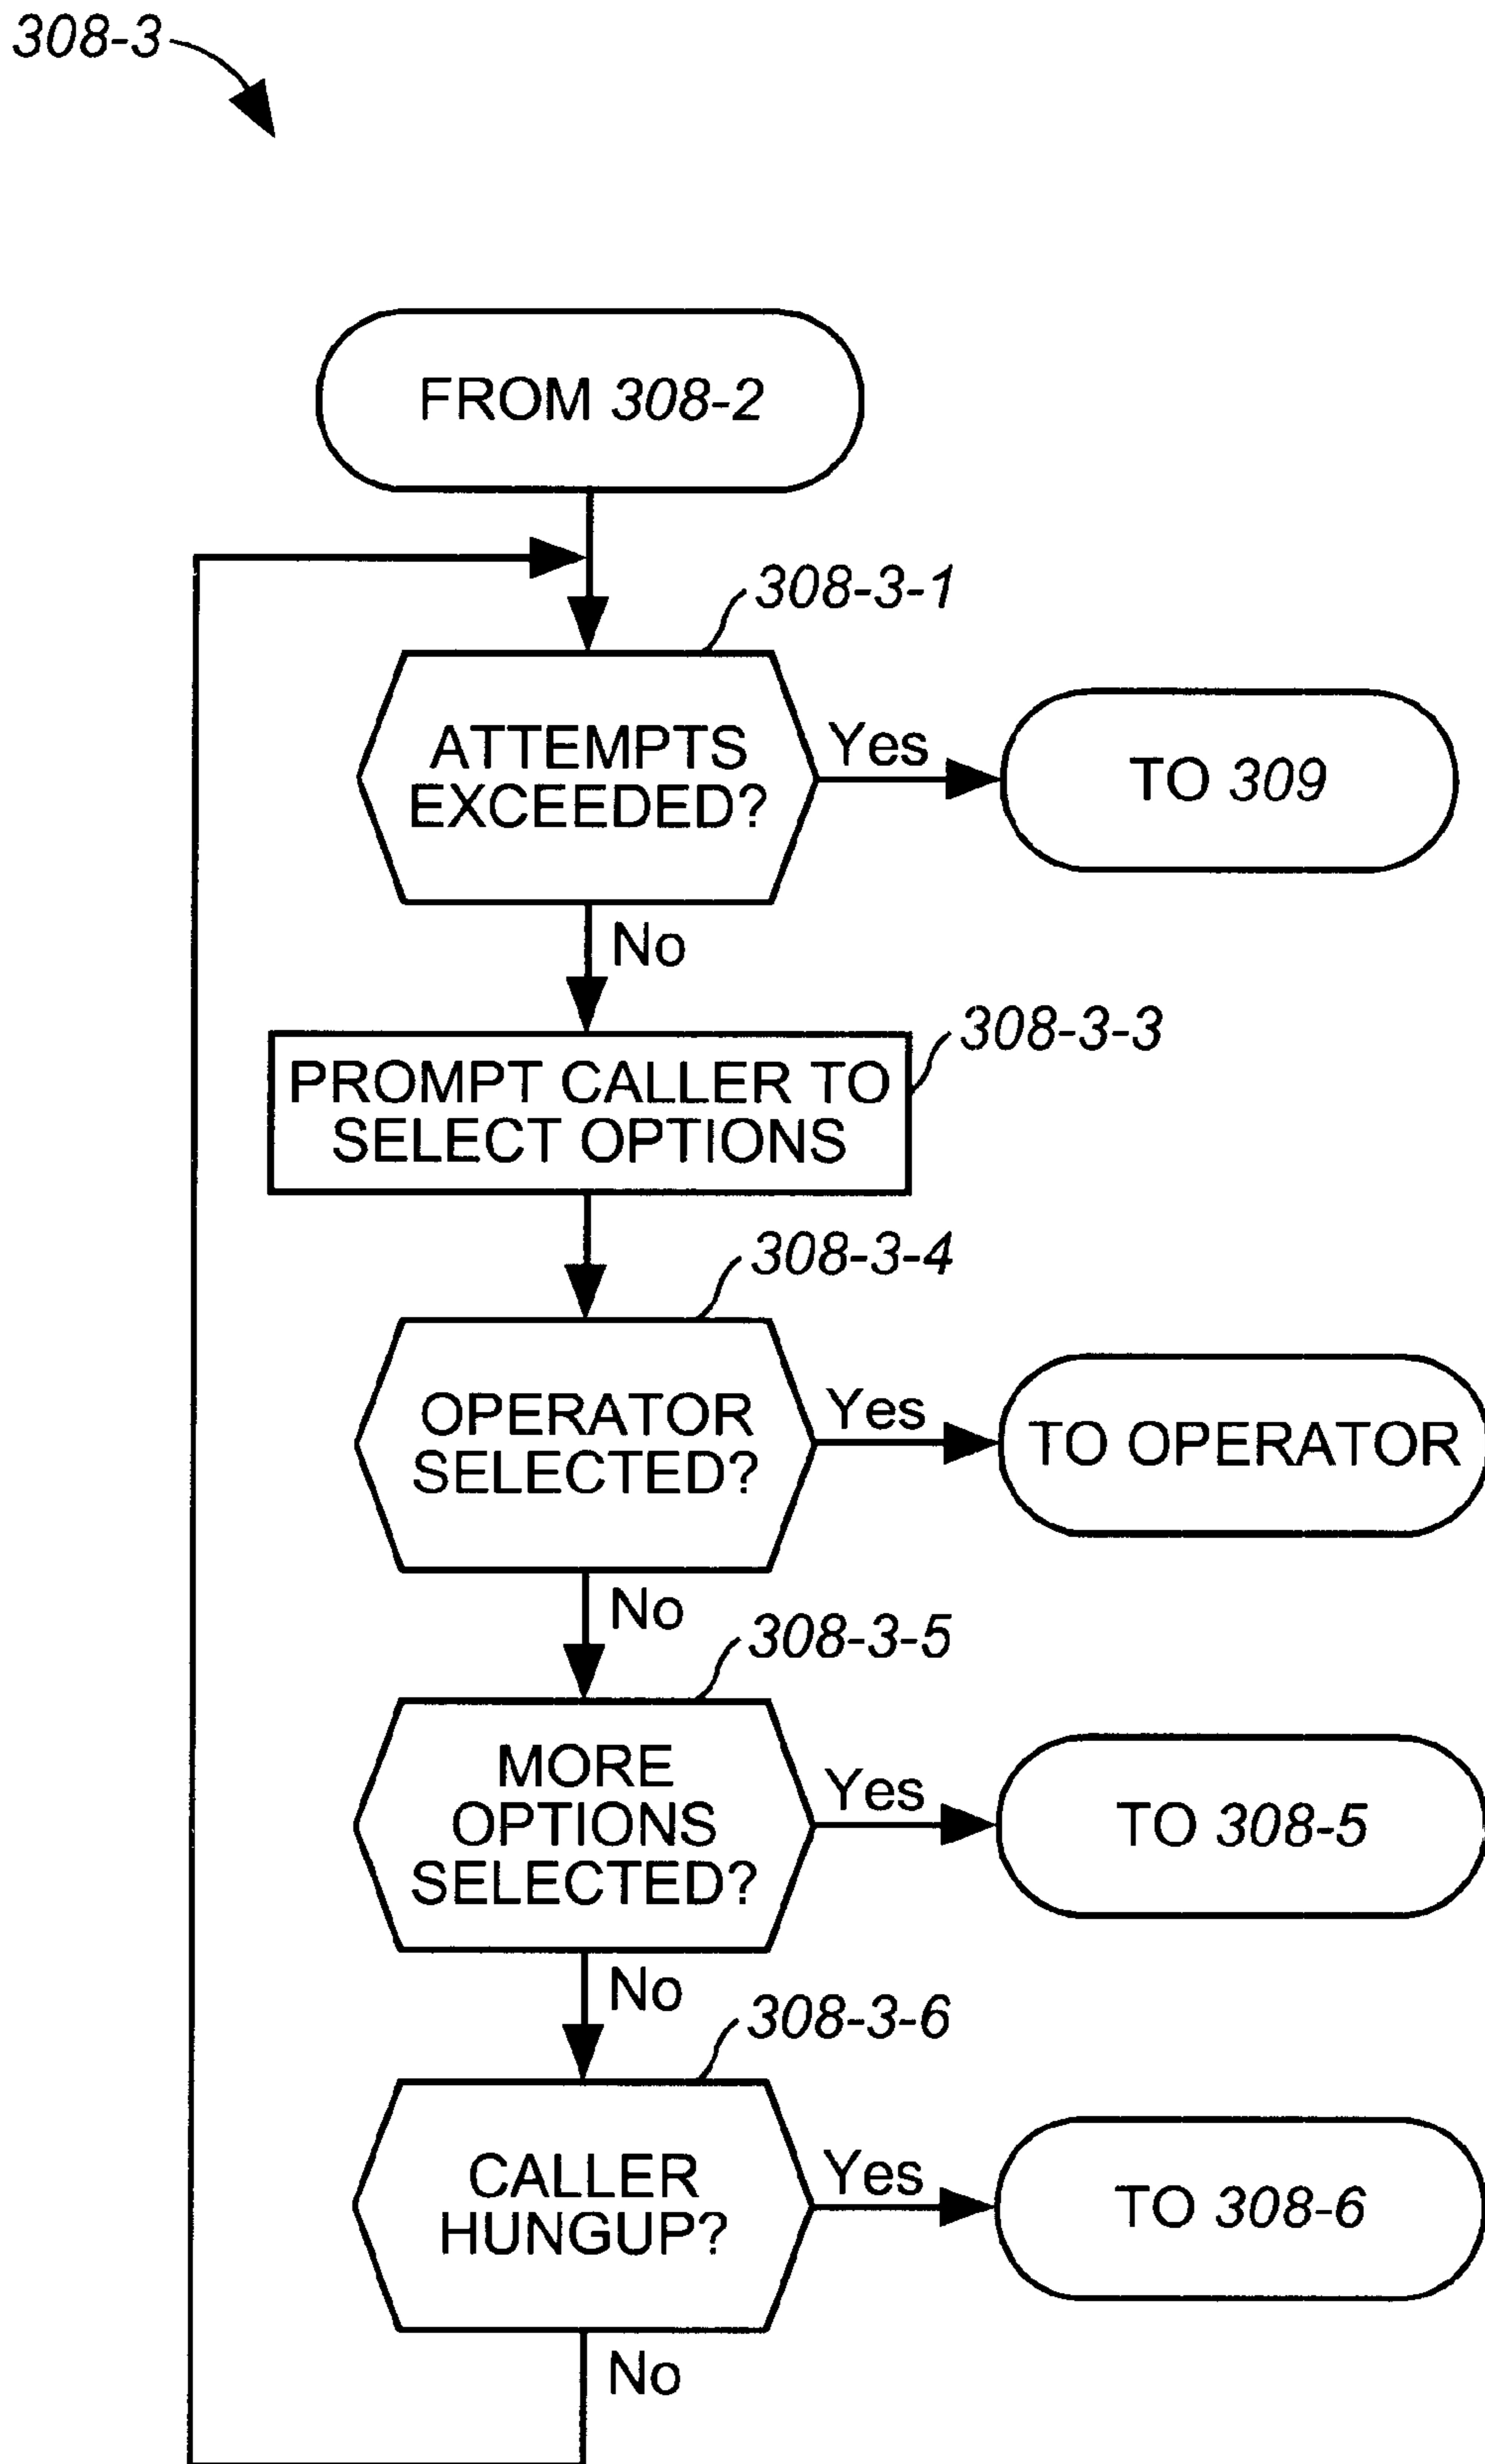 308-3
FROM 308-2
308-3-1
ATTEMPTS
EXCEEDED?
Yes
TO 309
No
308-3-3
PROMPT CALLER TO
SELECT OPTIONS
308-3-4
OPERATOR
SELECTED?
Yes
TO OPERATOR
No
308-3-5
MORE
OPTIONS
SELECTED?
Yes
TO 308-5
No
308-3-6
CALLER
HUNGUP?
Yes
TO 308-6
No